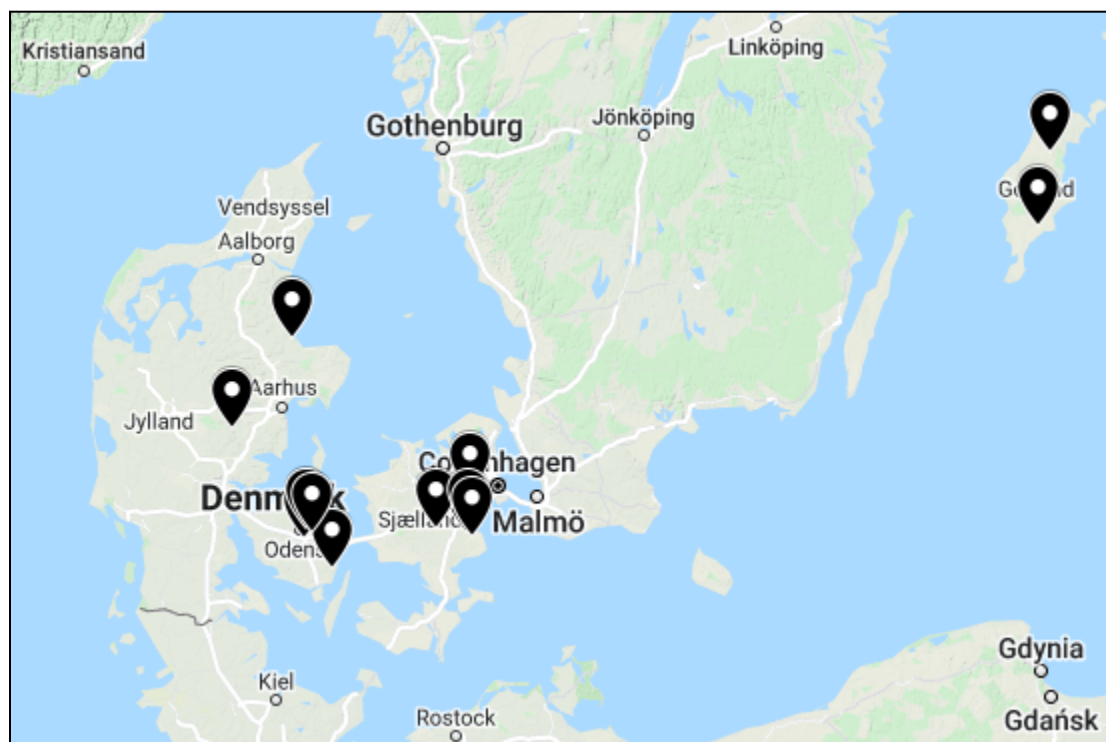 Kristiansand
Linköping
Gothenburg
Jönköping
Vendsyssel
Aalborg
Aarhus
Jylland
Malmö
Kiel
Rostock
Gdynia
Gdańsk